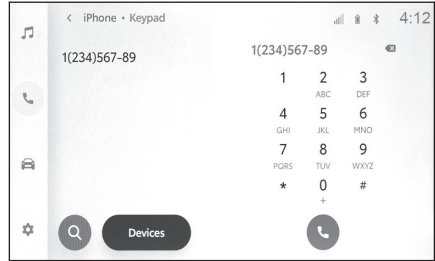 < iPhone • Keypad
4:12
1(234)567-89
1(234)567-89
1 2 3
ABC DEF
4 5 6
GHI JKL MNO
7 8 9
PQRS TUV WXYZ
* 0 #
+
Devices